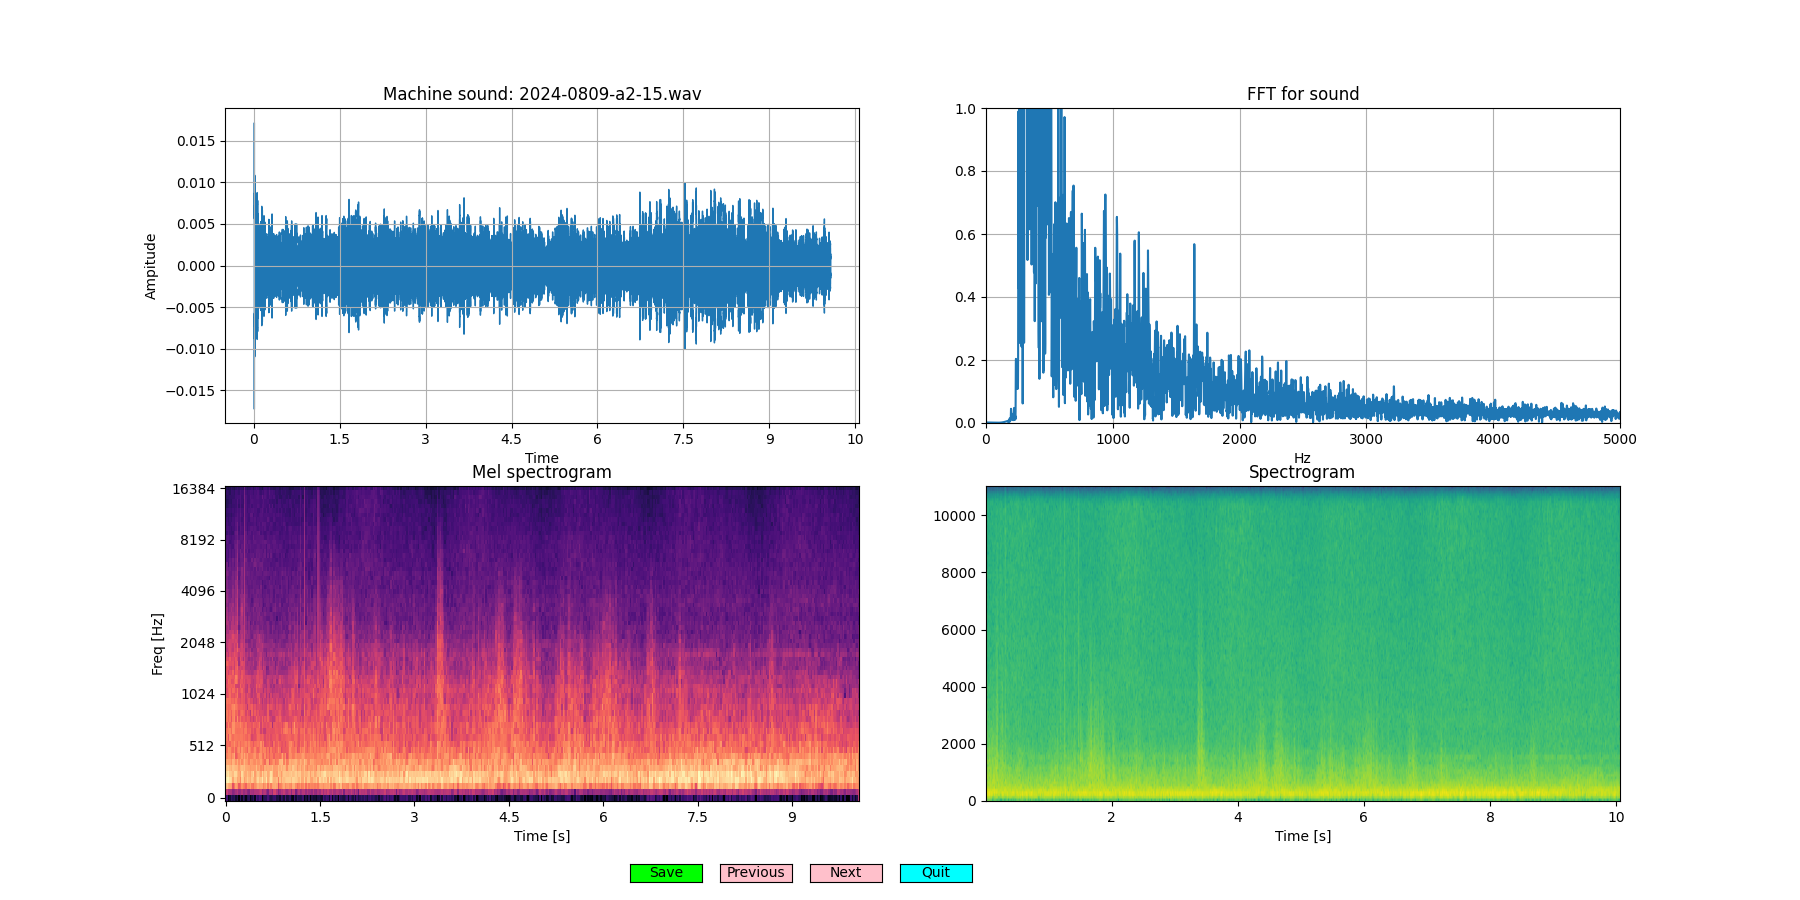 Machine sound: 2024-0809-a2-15.wav
0.015
0.010
0.005
0.000
−0.005
−0.010
−0.015
Ampitude
0 1.5 3 4.5 6 7.5 9 10
Time
FFT for sound
1.0
0.8
0.6
0.4
0.2
0.0
0 1000 2000 3000 4000 5000
Hz
Mel spectrogram
16384
8192
4096
2048
1024
512
0
Freq [Hz]
0 1.5 3 4.5 6 7.5 9
Time [s]
Spectrogram
10000
8000
6000
4000
2000
0
2 4 6 8 10
Time [s]
Save Previous Next Quit